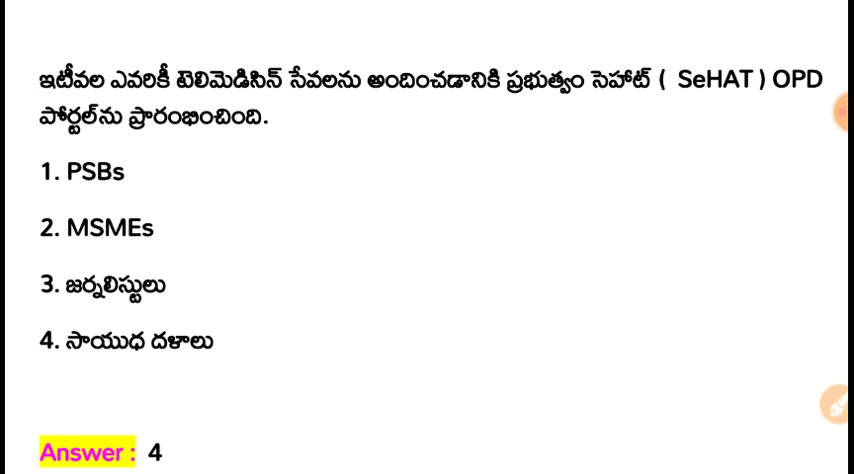 ఇటీవల ఎవరికీ టెలిమెడిసిన్ సేవలను అందించడానికి ప్రభుత్వం సెహాట్ ( SeHAT ) OPD
పోర్టల్‌ను ప్రారంభించింది.
1. PSBs
2. MSMEs
3. జర్నలిస్టులు
4. సాయుధ దళాలు
Answer : 4